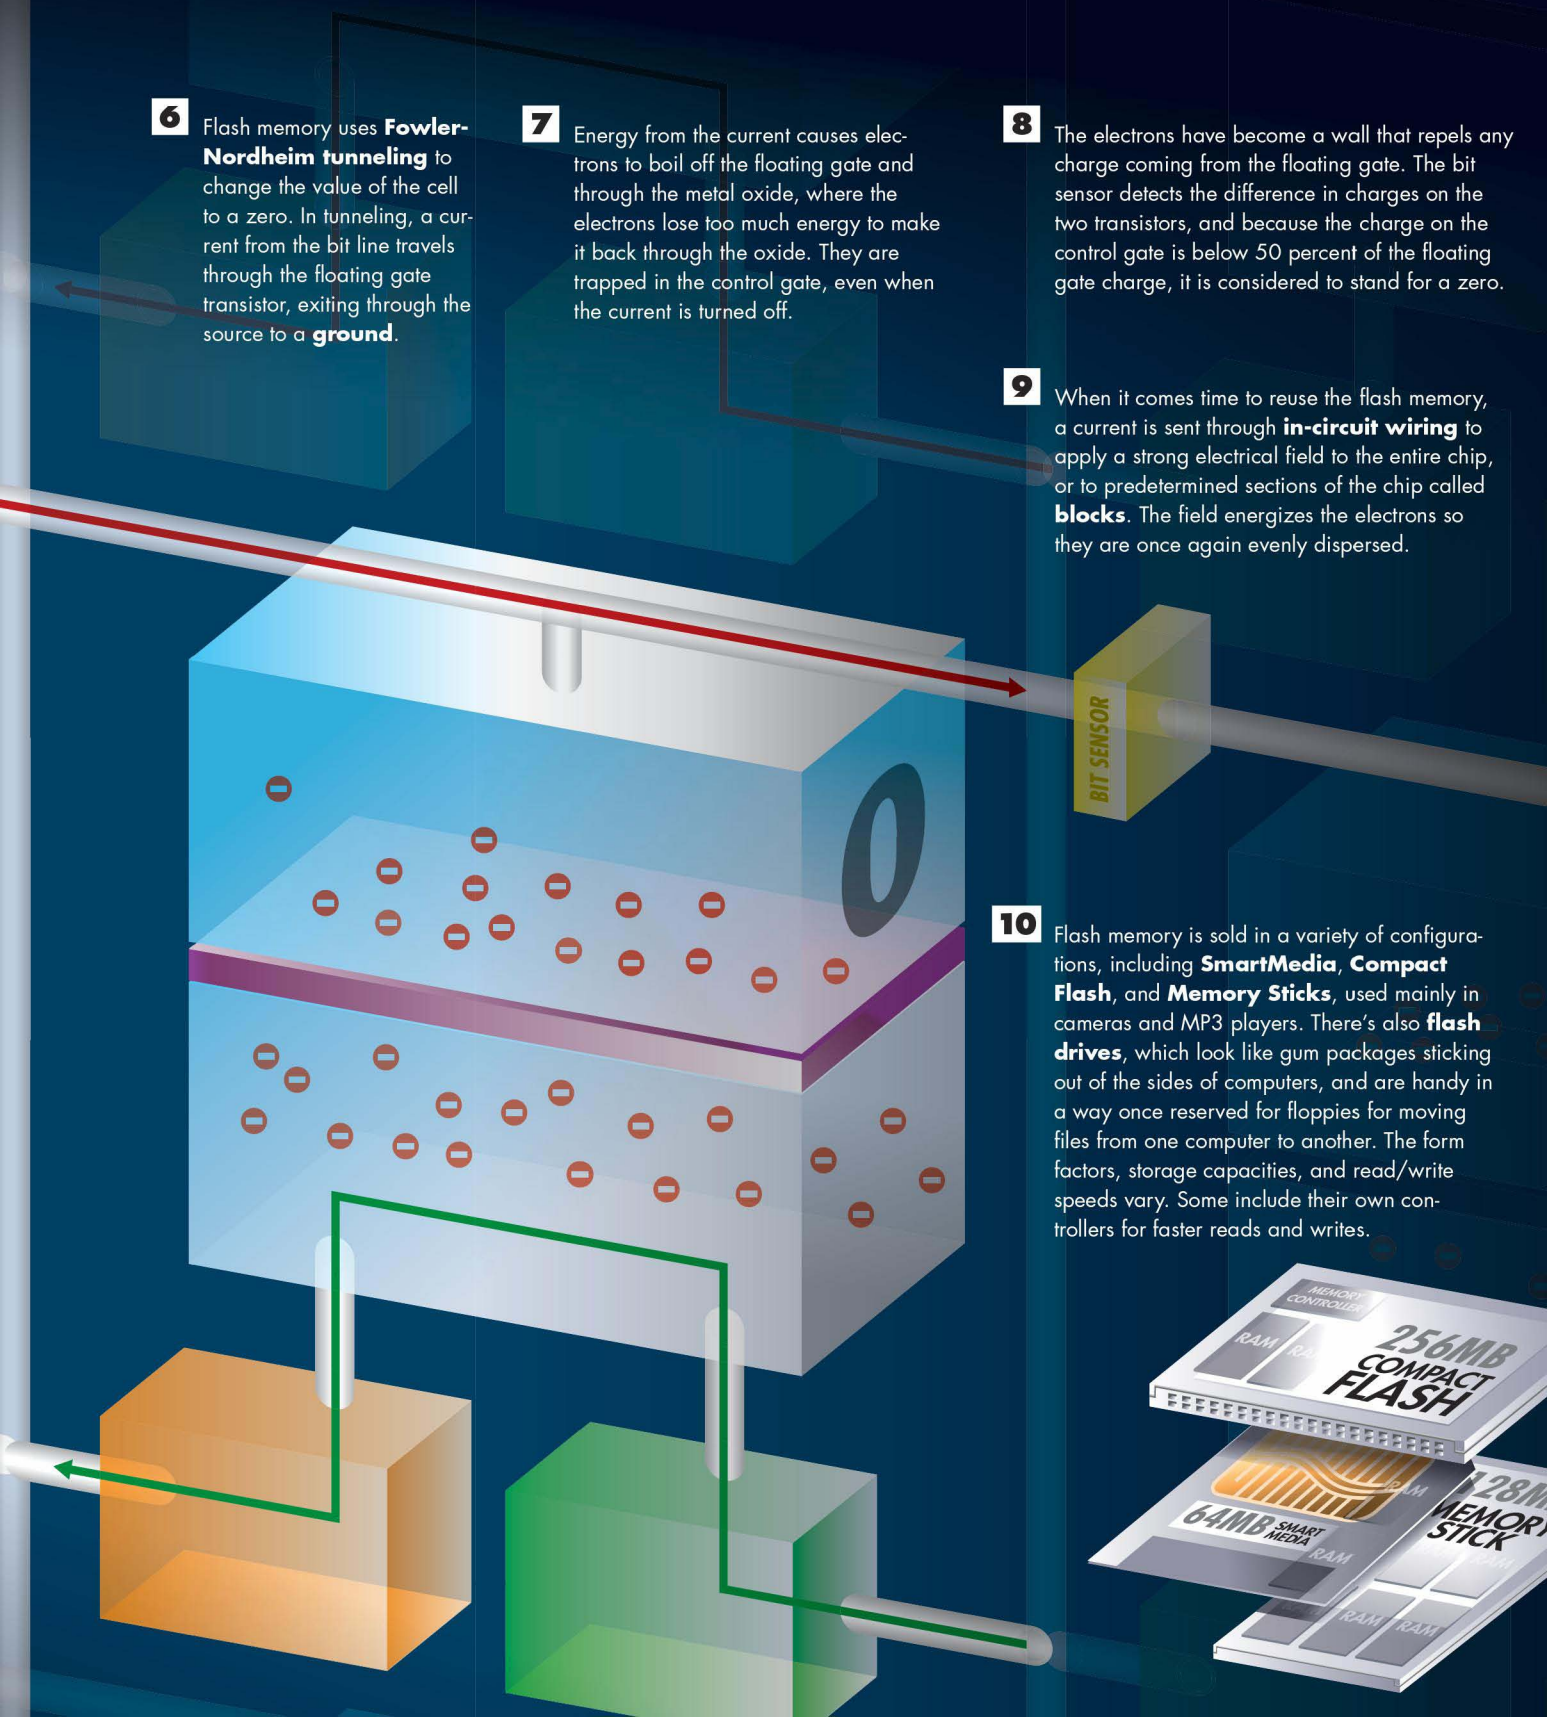 6
Flash memory uses Fowler-
Nordheim tunneling to
change the value of the cell
to a zero. In tunneling, a cur-
rent from the bit line travels
through the floating gate
transistor, exiting through the
source to a ground.
7
Energy from the current causes elec-
trons to boil off the floating gate and
through the metal oxide, where the
electrons lose too much energy to make
it back through the oxide. They are
trapped in the control gate, even when
the current is turned off.
8
The electrons have become a wall that repels any
charge coming from the floating gate. The bit
sensor detects the difference in charges on the
two transistors, and because the charge on the
control gate is below 50 percent of the floating
gate charge, it is considered to stand for a zero.
9
When it comes time to reuse the flash memory,
a current is sent through in-circuit wiring to
apply a strong electrical field to the entire chip,
or to predetermined sections of the chip called
blocks. The field energizes the electrons so
they are once again evenly dispersed.
BIT SENSOR
0
10
Flash memory is sold in a variety of configura-
tions, including SmartMedia, Compact
Flash, and Memory Sticks, used mainly in
cameras and MP3 players. There's also flash
drives, which look like gum packages sticking
out of the sides of computers, and are handy in
a way once reserved for floppies for moving
files from one computer to another. The form
factors, storage capacities, and read/write
speeds vary. Some include their own con-
trollers for faster reads and writes.
MEMORY
CONTROLLER
RAM
RA
256MB
COMPACT
FLASH
RAM
64MB
SMART
MEDIA
RAM
128M
MEMORY
STICK
RAM
RAM
RAM